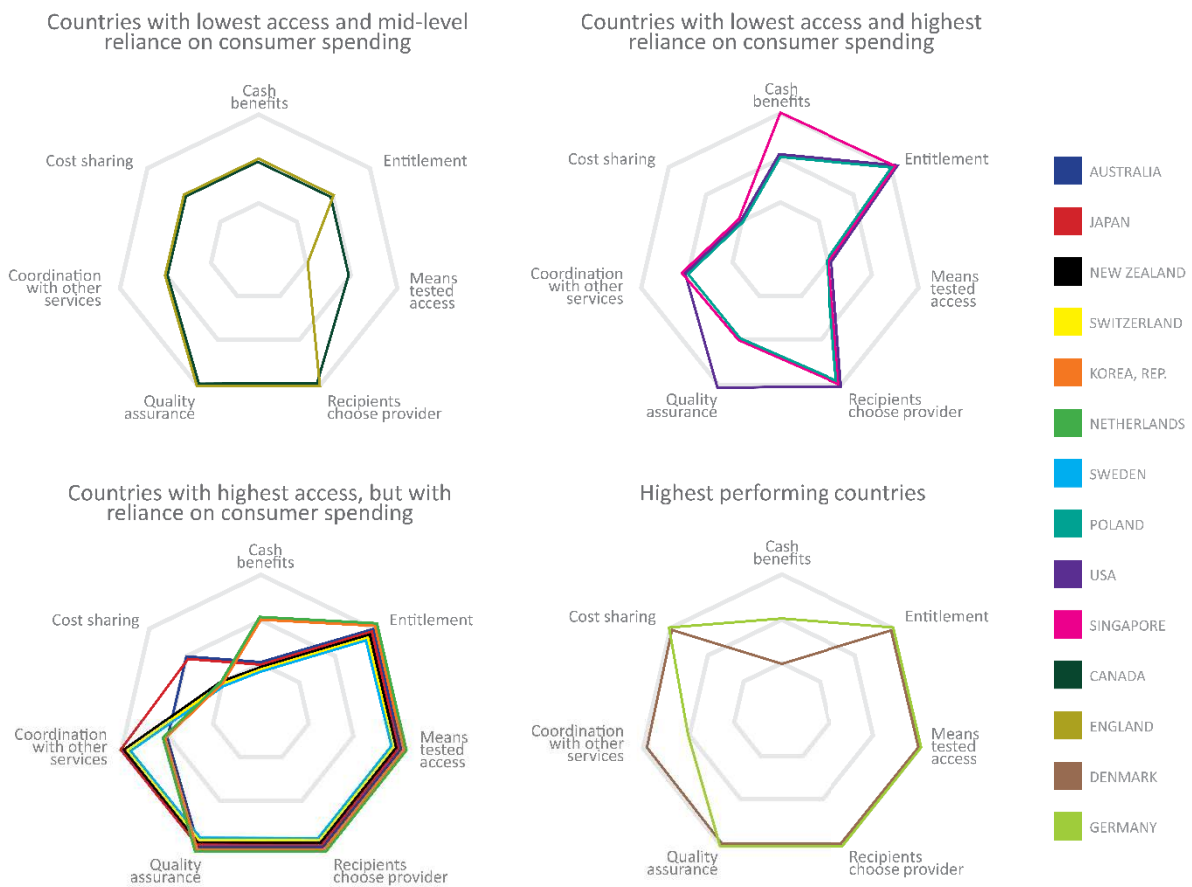 Countries with lowest access and mid-level
reliance on consumer spending
Cash
benefits
Cost sharing
Entitlement
Coordination
with other
services
Means
tested
access
Quality
assurance
Recipients
choose provider
Countries with lowest access and highest
reliance on consumer spending
Cash
benefits
Cost sharing
Entitlement
Coordination
with other
services
Means
tested
access
Quality
assurance
Recipients
choose provider
Countries with highest access, but with
reliance on consumer spending
Cash
benefits
Cost sharing
Entitlement
Coordination
with other
services
Means
tested
access
Quality
assurance
Recipients
choose provider
Highest performing countries
Cash
benefits
Cost sharing
Entitlement
Coordination
with other
services
Means
tested
access
Quality
assurance
Recipients
choose provider
AUSTRALIA
JAPAN
NEW ZEALAND
SWITZERLAND
KOREA, REP.
NETHERLANDS
SWEDEN
POLAND
USA
SINGAPORE
CANADA
ENGLAND
DENMARK
GERMANY